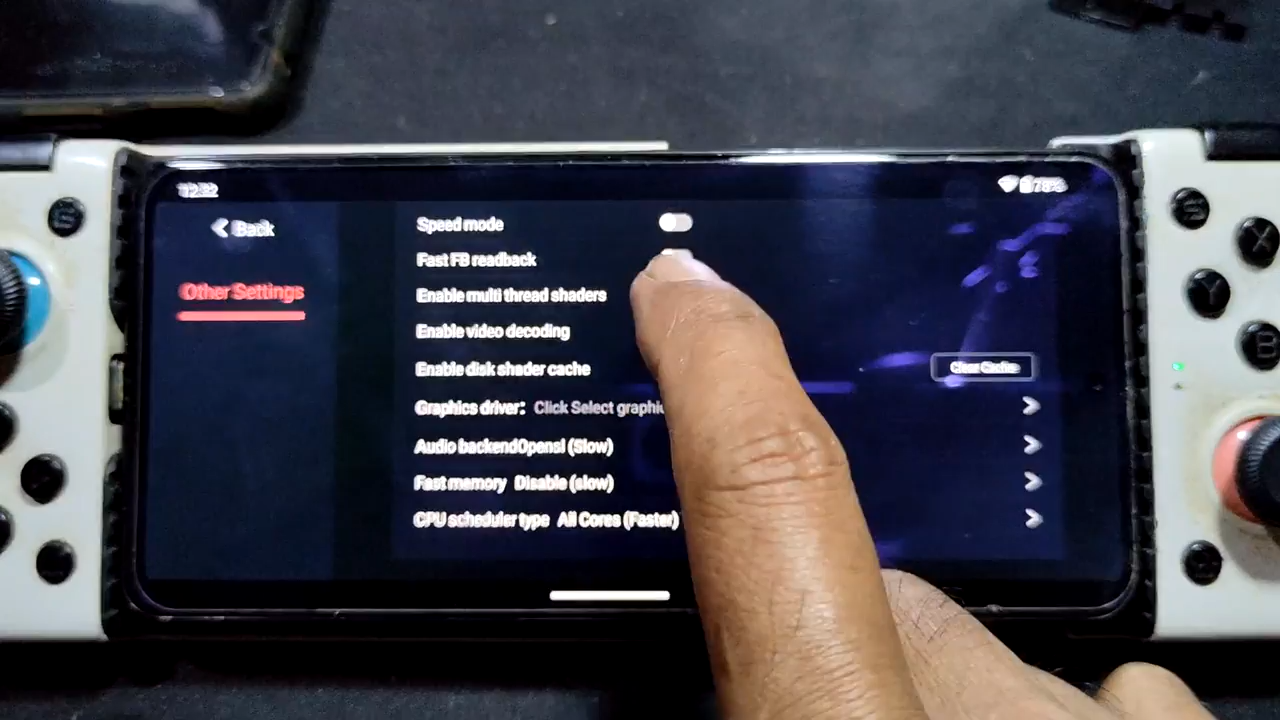 12:22
78%
Back
Other Settings
Speed mode
Fast FB readback
Enable multi thread shaders
Enable video decoding
Enable disk shader cache
Clear Cache
Graphics driver: Click Select graphic
Audio backendOpensl (Slow)
Fast memory Disable (slow)
CPU scheduler type All Cores (Faster)
S
S
X
Y
B